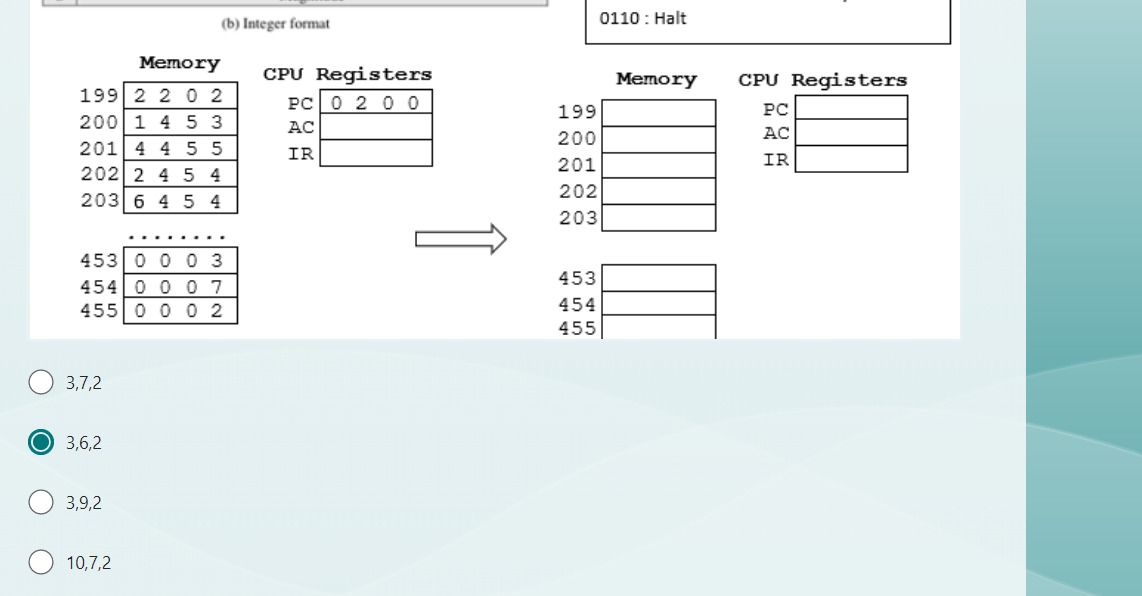 (b) Integer format
0110 : Halt
Memory
CPU Registers
199 2 2 0 2
200 1 4 5 3
201 4 4 5 5
202 2 4 5 4
203 6 4 5 4
........
453 0 0 0 3
454 0 0 0 7
455 0 0 0 2
PC 0 2 0 0
AC
IR
Memory
CPU Registers
199
200
201
202
203
453
454
455
PC
AC
IR
3,7,2
3,6,2
3,9,2
10,7,2